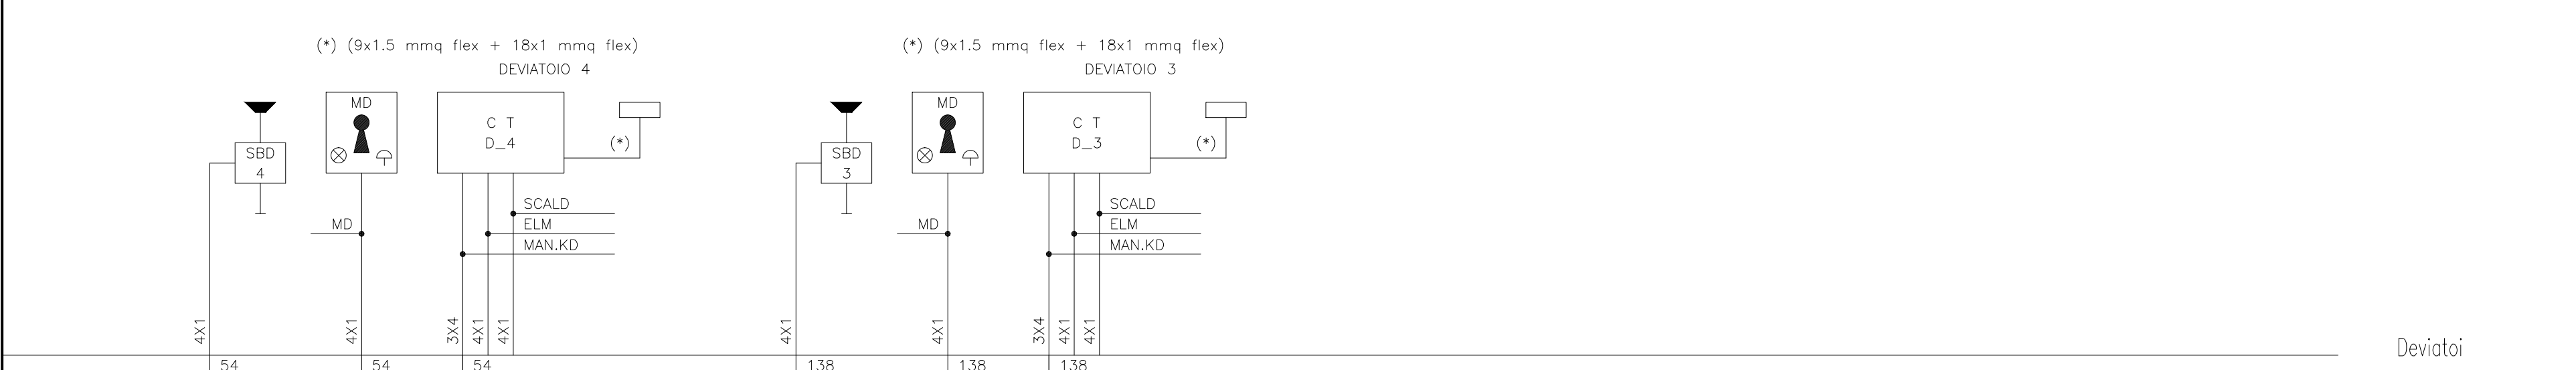 (*) (9x1.5 mmq flex + 18x1 mmq flex)
DEVIATOIO 4
MD
C T
D_4
(*)
SBD
4
SCALD
MD
ELM
MAN.KD
4X1
4X1
3X4
4X1
4X1
54
54
54
(*) (9x1.5 mmq flex + 18x1 mmq flex)
DEVIATOIO 3
MD
C T
D_3
(*)
SBD
3
SCALD
MD
ELM
MAN.KD
4X1
4X1
3X4
4X1
4X1
138
138
138
Deviatoi